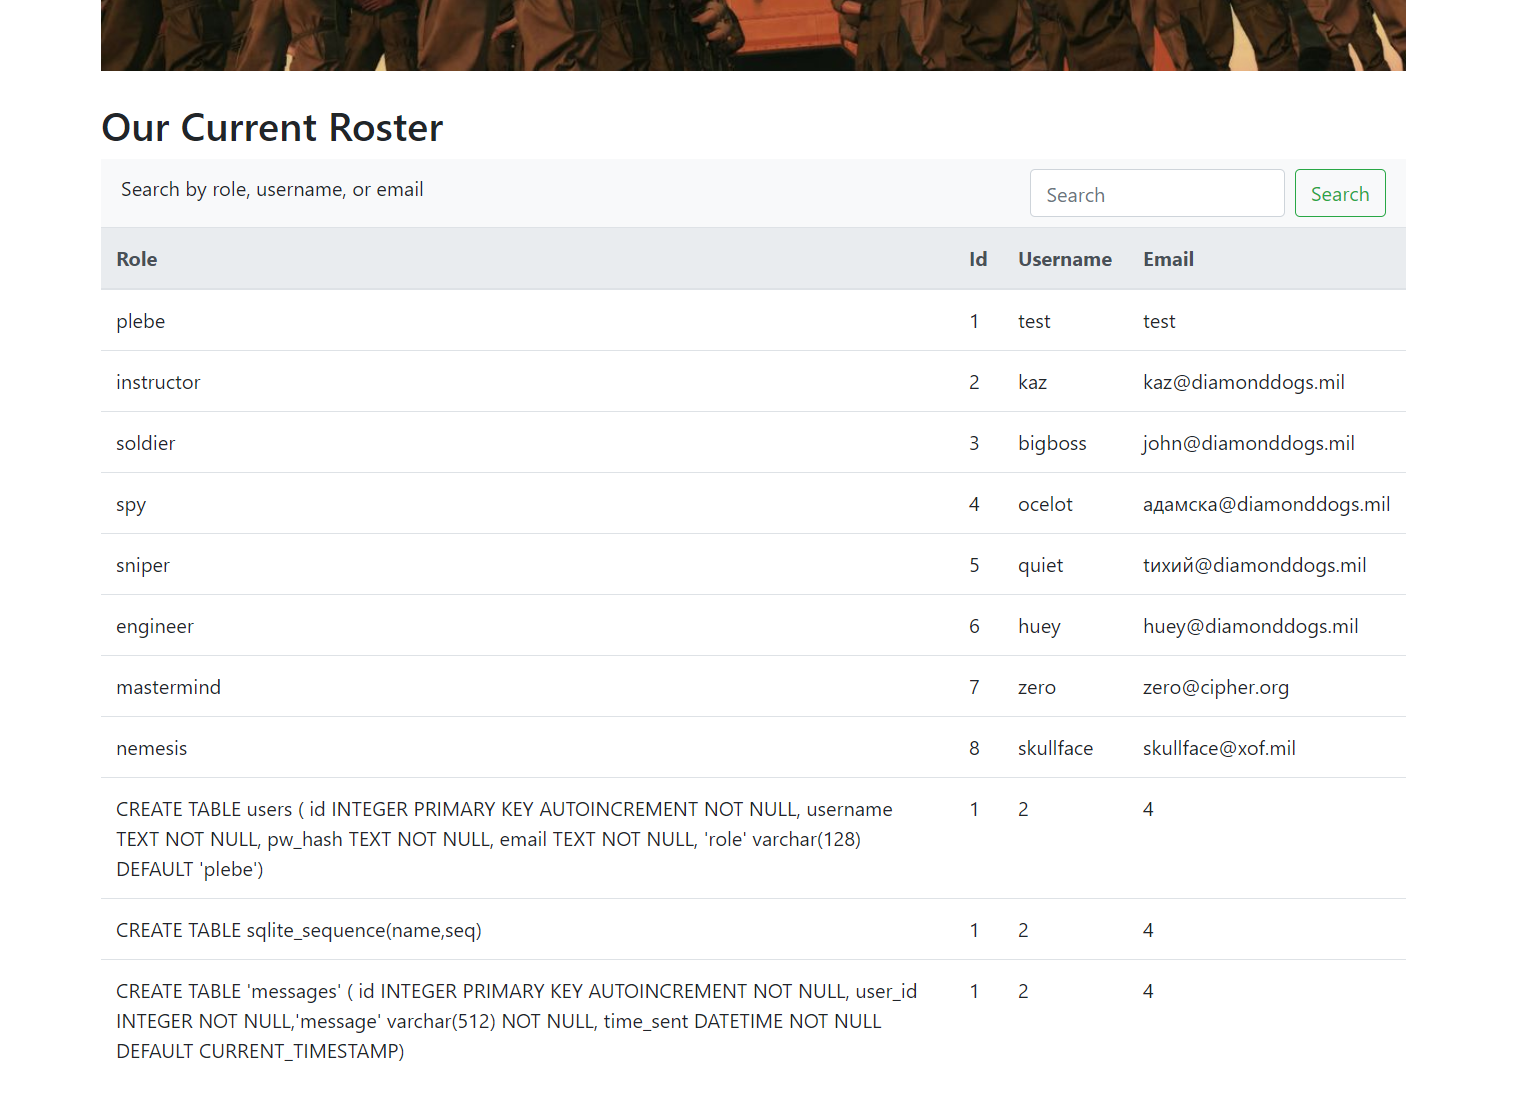 Our Current Roster
Search by role, username, or email
Search
Search
Role Id Username Email
plebe 1 test test
instructor 2 kaz kaz@diamonddogs.mil
soldier 3 bigboss john@diamonddogs.mil
spy 4 ocelot адамска@diamonddogs.mil
sniper 5 quiet tихий@diamonddogs.mil
engineer 6 huey huey@diamonddogs.mil
mastermind 7 zero zero@cipher.org
nemesis 8 skullface skullface@xof.mil
CREATE TABLE users ( id INTEGER PRIMARY KEY AUTOINCREMENT NOT NULL, username 1 2 4
TEXT NOT NULL, pw_hash TEXT NOT NULL, email TEXT NOT NULL, 'role' varchar(128)
DEFAULT 'plebe')
CREATE TABLE sqlite_sequence(name,seq) 1 2 4
CREATE TABLE 'messages' ( id INTEGER PRIMARY KEY AUTOINCREMENT NOT NULL, user_id 1 2 4
INTEGER NOT NULL,'message' varchar(512) NOT NULL, time_sent DATETIME NOT NULL
DEFAULT CURRENT_TIMESTAMP)